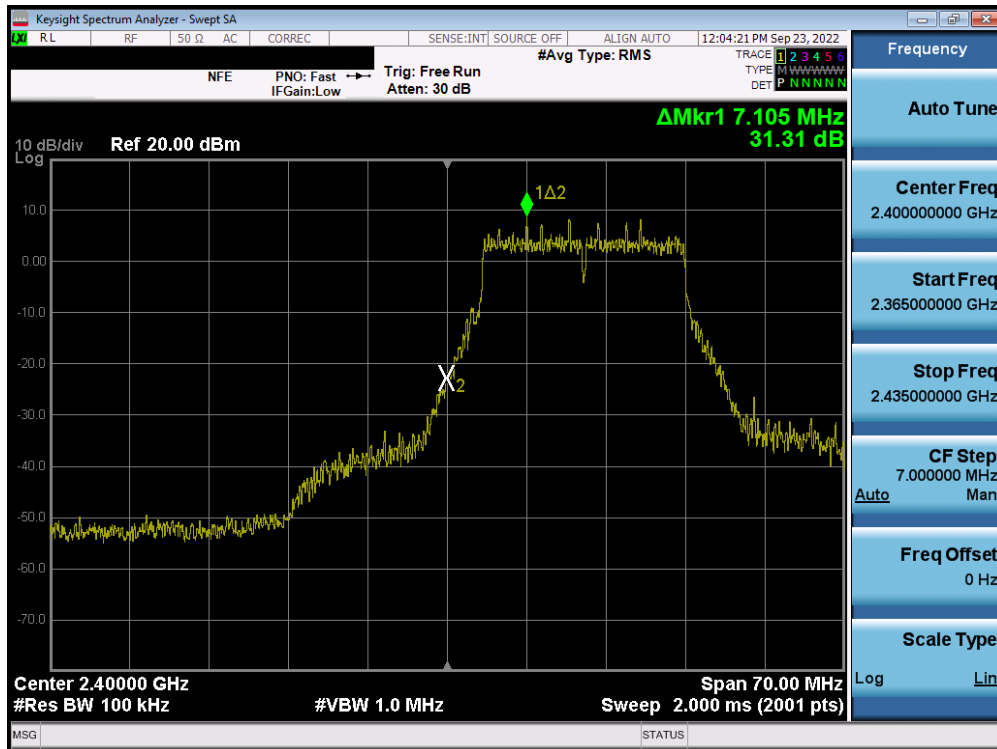 Keysight Spectrum Analyzer - Swept SA
LXI RL RF 50 Ω AC CORREC SENSE:INT SOURCE OFF ALIGN AUTO 12:04:21 PM Sep 23, 2022
#Avg Type: RMS
TRACE 1 2 3 4 5 6
TYPE M W W W W W
DET P N N N N N
NFE
PNO: Fast
IFGain:Low
Trig: Free Run
Atten: 30 dB
ΔMkr1 7.105 MHz
31.31 dB
10 dB/div
Log
Ref 20.00 dBm
1Δ2
10.0
0.00
-10.0
-20.0
2
-30.0
-40.0
-50.0
-60.0
-70.0
Center 2.40000 GHz
Span 70.00 MHz
#Res BW 100 kHz
#VBW 1.0 MHz
Sweep 2.000 ms (2001 pts)
MSG
STATUS
Frequency
Auto Tune
Center Freq
2.400000000 GHz
Start Freq
2.365000000 GHz
Stop Freq
2.435000000 GHz
CF Step
7.000000 MHz
Auto Man
Freq Offset
0 Hz
Scale Type
Log Lin